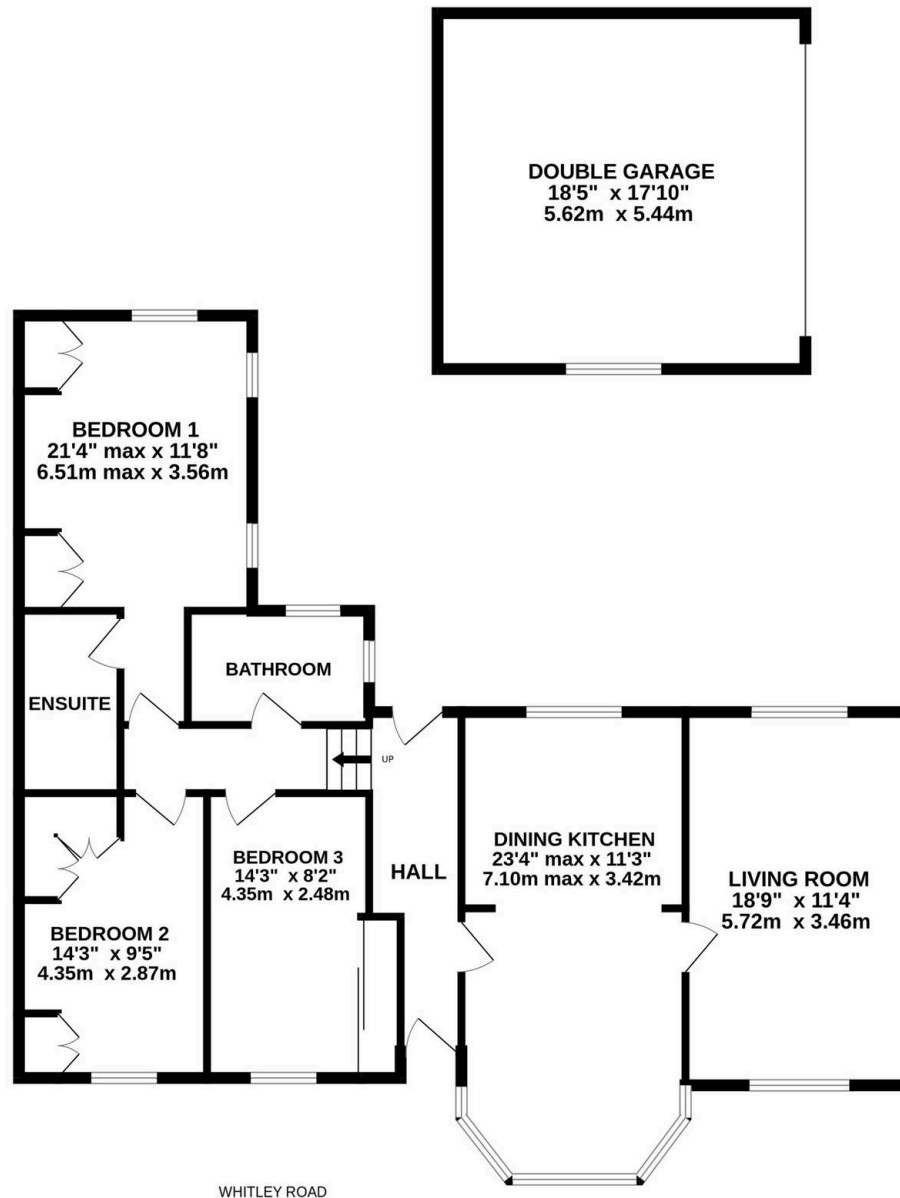 DOUBLE GARAGE
18'5" x 17'10"
5.62m x 5.44m
BEDROOM 1
21'4" max x 11'8"
6.51m max x 3.56m
BATHROOM
ENSUITE
UP
BEDROOM 3
14'3" x 8'2"
4.35m x 2.48m
HALL
DINING KITCHEN
23'4" max x 11'3"
7.10m max x 3.42m
LIVING ROOM
18'9" x 11'4"
5.72m x 3.46m
BEDROOM 2
14'3" x 9'5"
4.35m x 2.87m
WHITLEY ROAD